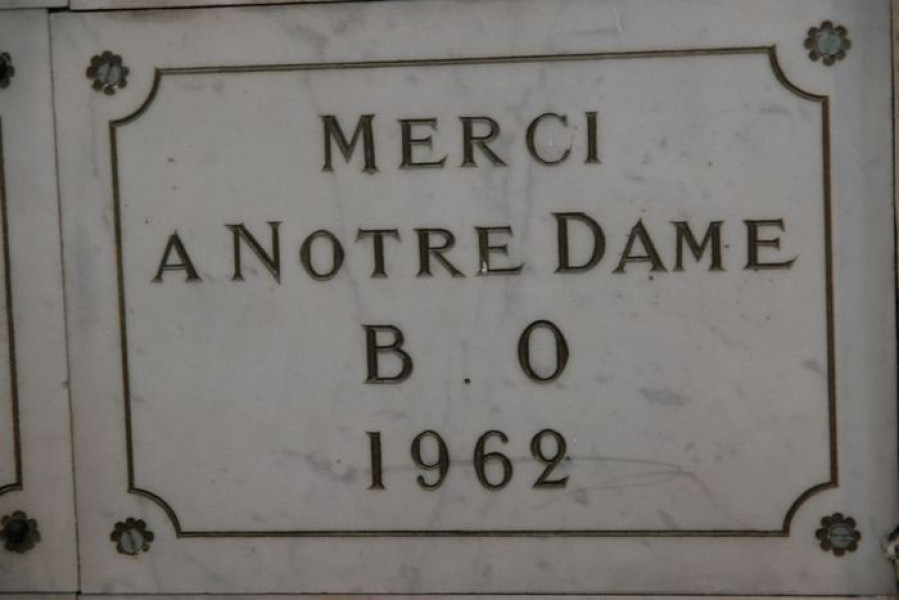 MERCI
A NOTRE DAME
B . O
1962